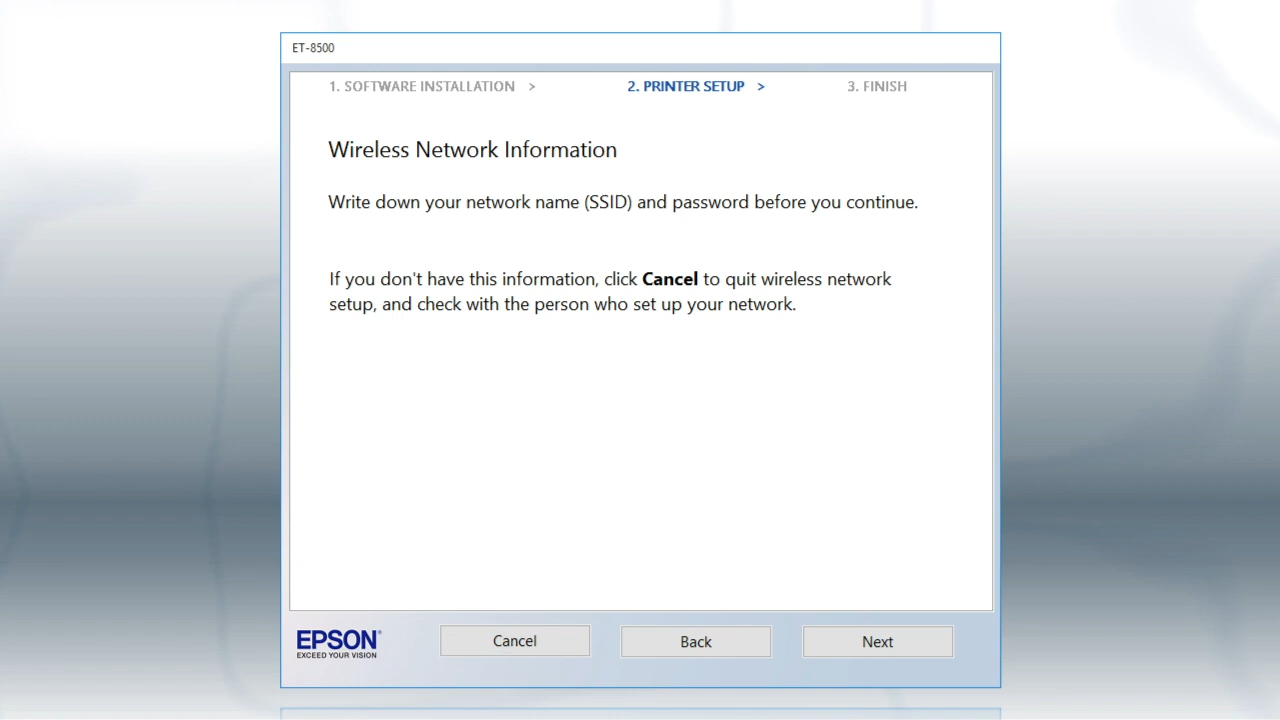 ET-8500
1. SOFTWARE INSTALLATION >
2. PRINTER SETUP >
3. FINISH
Wireless Network Information
Write down your network name (SSID) and password before you continue.
If you don't have this information, click Cancel to quit wireless network
setup, and check with the person who set up your network.
EPSON®
EXCEED YOUR VISION
Cancel
Back
Next